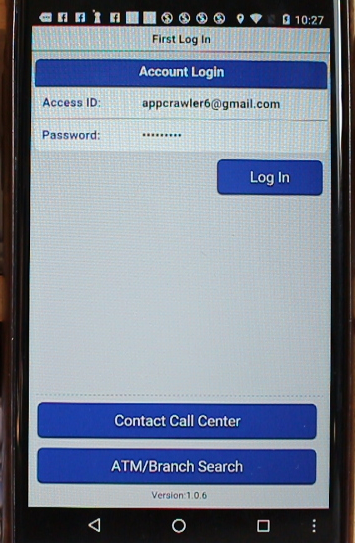 10:27
First Log In
Account Login
Access ID: appcrawler6@gmail.com
Password: •••••••••
Log In
Contact Call Center
ATM/Branch Search
Version:1.0.6